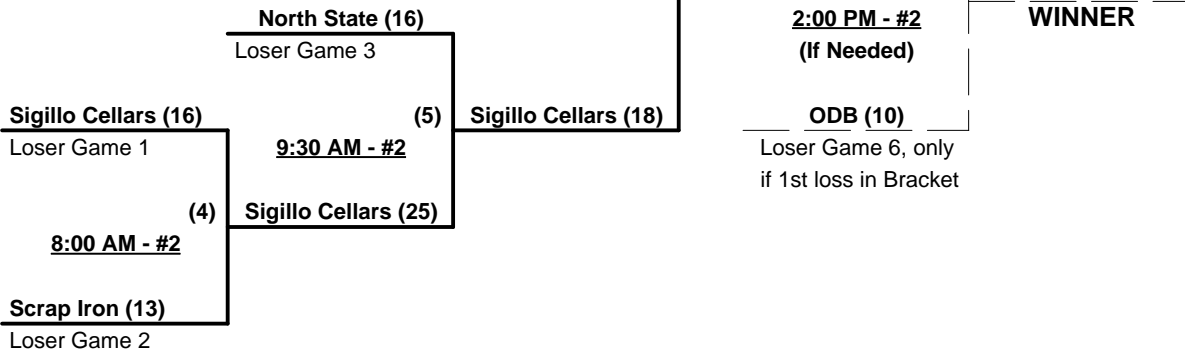 North State (16)
2:00 PM - #2
WINNER
Loser Game 3
(If Needed)
Sigillo Cellars (16)
(5)
Sigillo Cellars (18)
ODB (10)
Loser Game 1
9:30 AM - #2
Loser Game 6, only
if 1st loss in Bracket
(4)
Sigillo Cellars (25)
8:00 AM - #2
Scrap Iron (13)
Loser Game 2